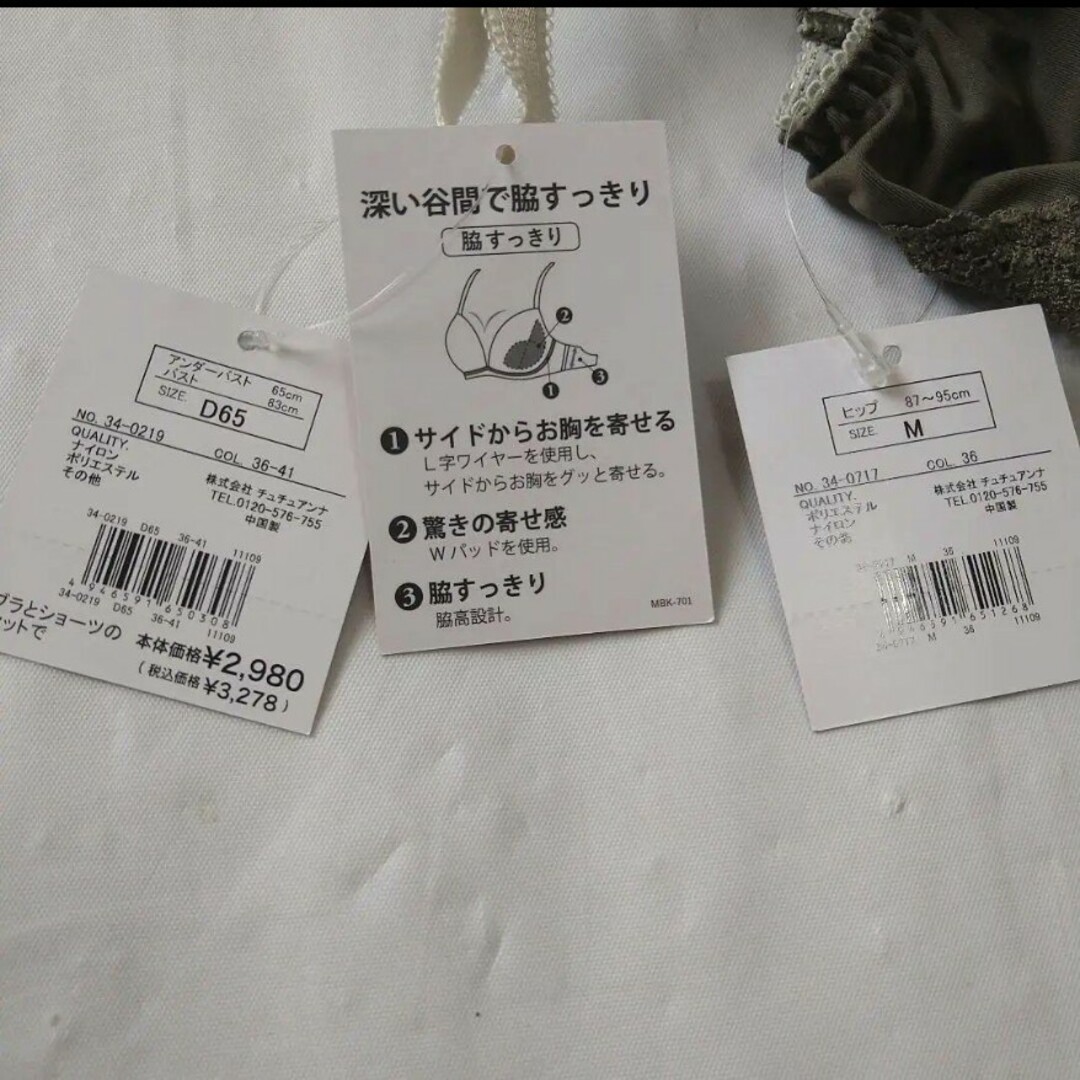 アンダーバスト 65cm
バスト 83cm
SIZE. D65
NO. 34-0219 COL. 36-41
QUALITY.
ナイロン
ポリエステル
その他
株式会社 チュチュアンナ
TEL.0120-576-755
中国製
34-0219 D65 36-41 11109
4946591650308
34-0219 D65 36-41 11109
ブラとショーツの
ットで
本体価格¥2,980
(税込価格¥3,278)
深い谷間で脇すっきり
脇すっきり
2
1
3
1 サイドからお胸を寄せる
L字ワイヤーを使用し、
サイドからお胸をグッと寄せる。
2 驚きの寄せ感
Wパッドを使用。
3 脇すっきり
脇高設計。
MBK-701
ヒップ 87～95cm
SIZE. M
NO. 34-0717 COL. 36
QUALITY.
ポリエステル
ナイロン
その他
株式会社 チュチュアンナ
TEL.0120-576-755
中国製
34-0717 M 36 11109
946591651268
34-0717 M 36 11109